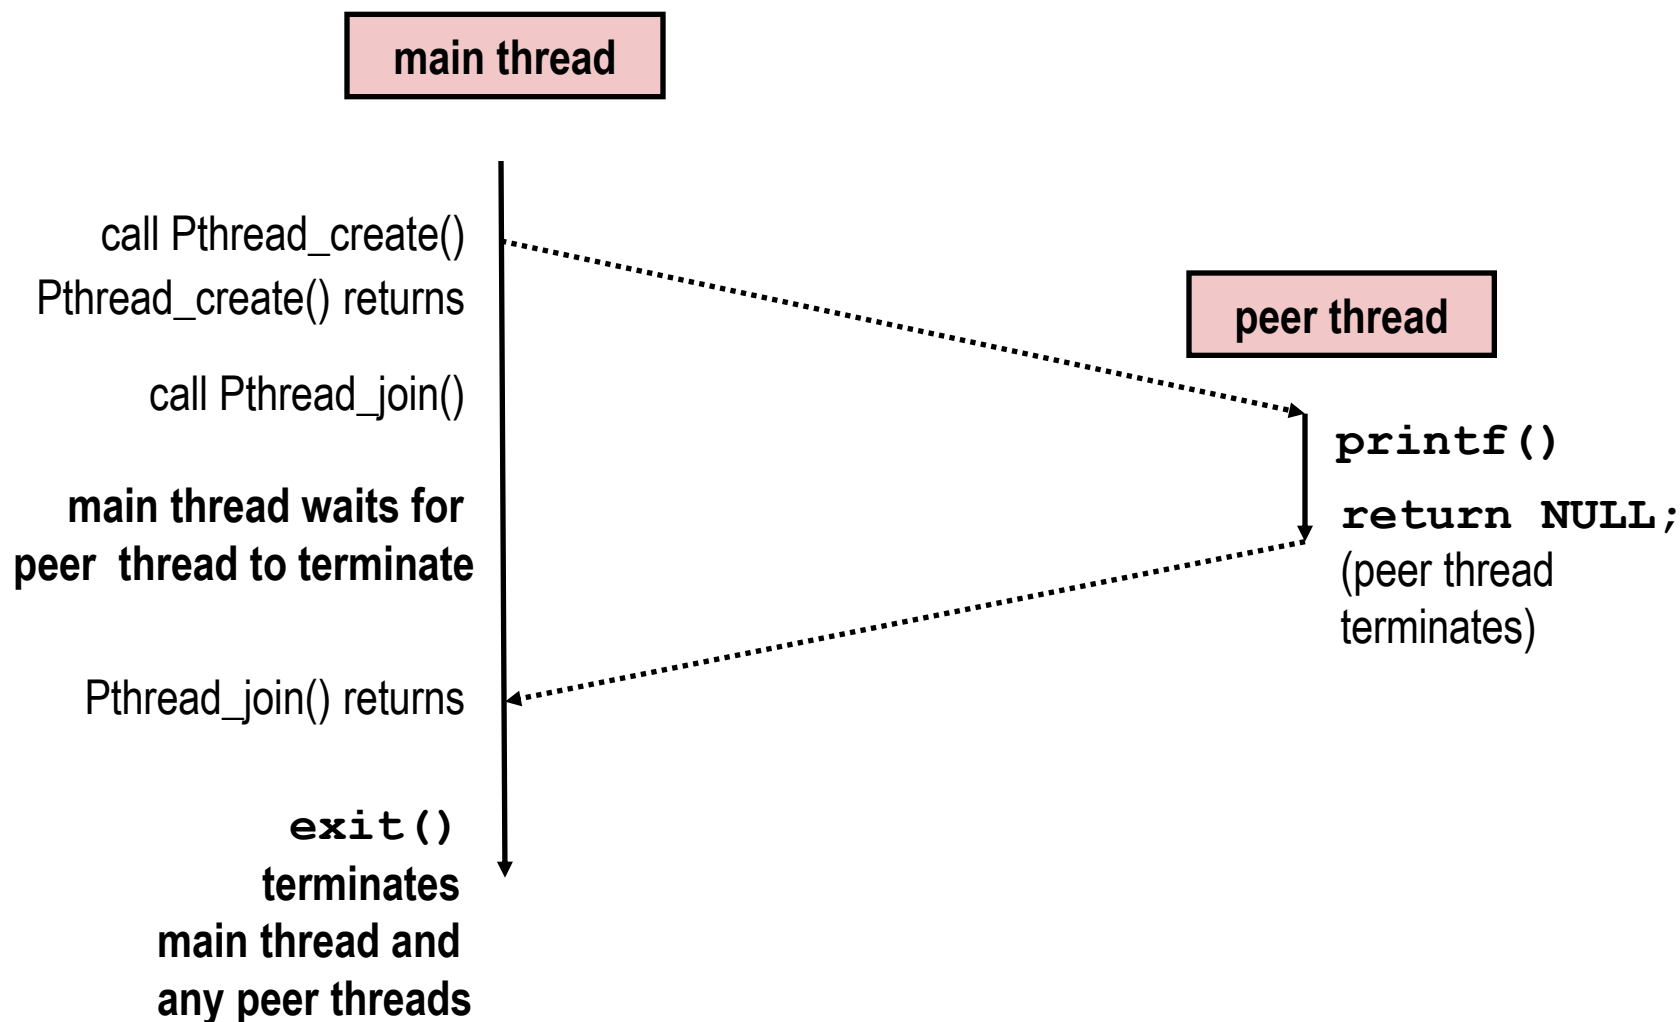 main thread
call Pthread_create()
Pthread_create() returns
peer thread
call Pthread_join()
printf()
main thread waits for
peer  thread to terminate
return NULL;
(peer thread
terminates)
Pthread_join() returns
exit()
terminates
main thread and
any peer threads